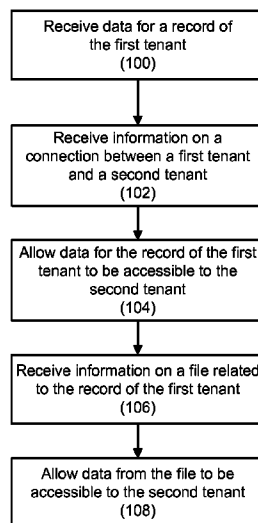 Receive data for a record of
the first tenant
(100)
Receive information on a
connection between a first tenant
and a second tenant
(102)
Allow data for the record of the first
tenant to be accessible to the
second tenant
(104)
Receive information on a file related
to the record of the first tenant
(106)
Allow data from the file to be
accessible to the second tenant
(108)